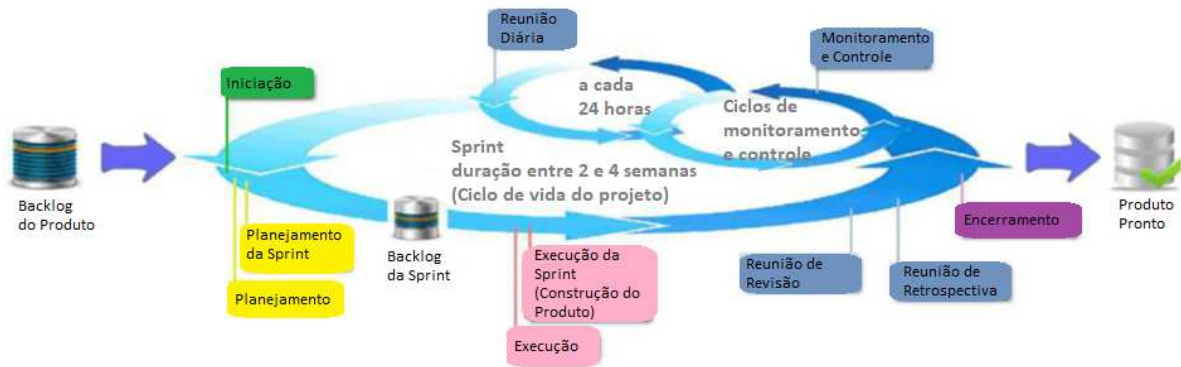 Reunião
Diária
Monitoramento
e Controle
Iniciação
a cada
24 horas
Ciclos de
monitoramento
e controle
Sprint
duração entre 2 e 4 semanas
(Ciclo de vida do projeto)
Backlog
do Produto
Planejamento
da Sprint
Planejamento
Backlog
da Sprint
Execução da
Sprint
(Construção do
Produto)
Execução
Reunião de
Revisão
Reunião de
Retrospectiva
Encerramento
Produto
Pronto